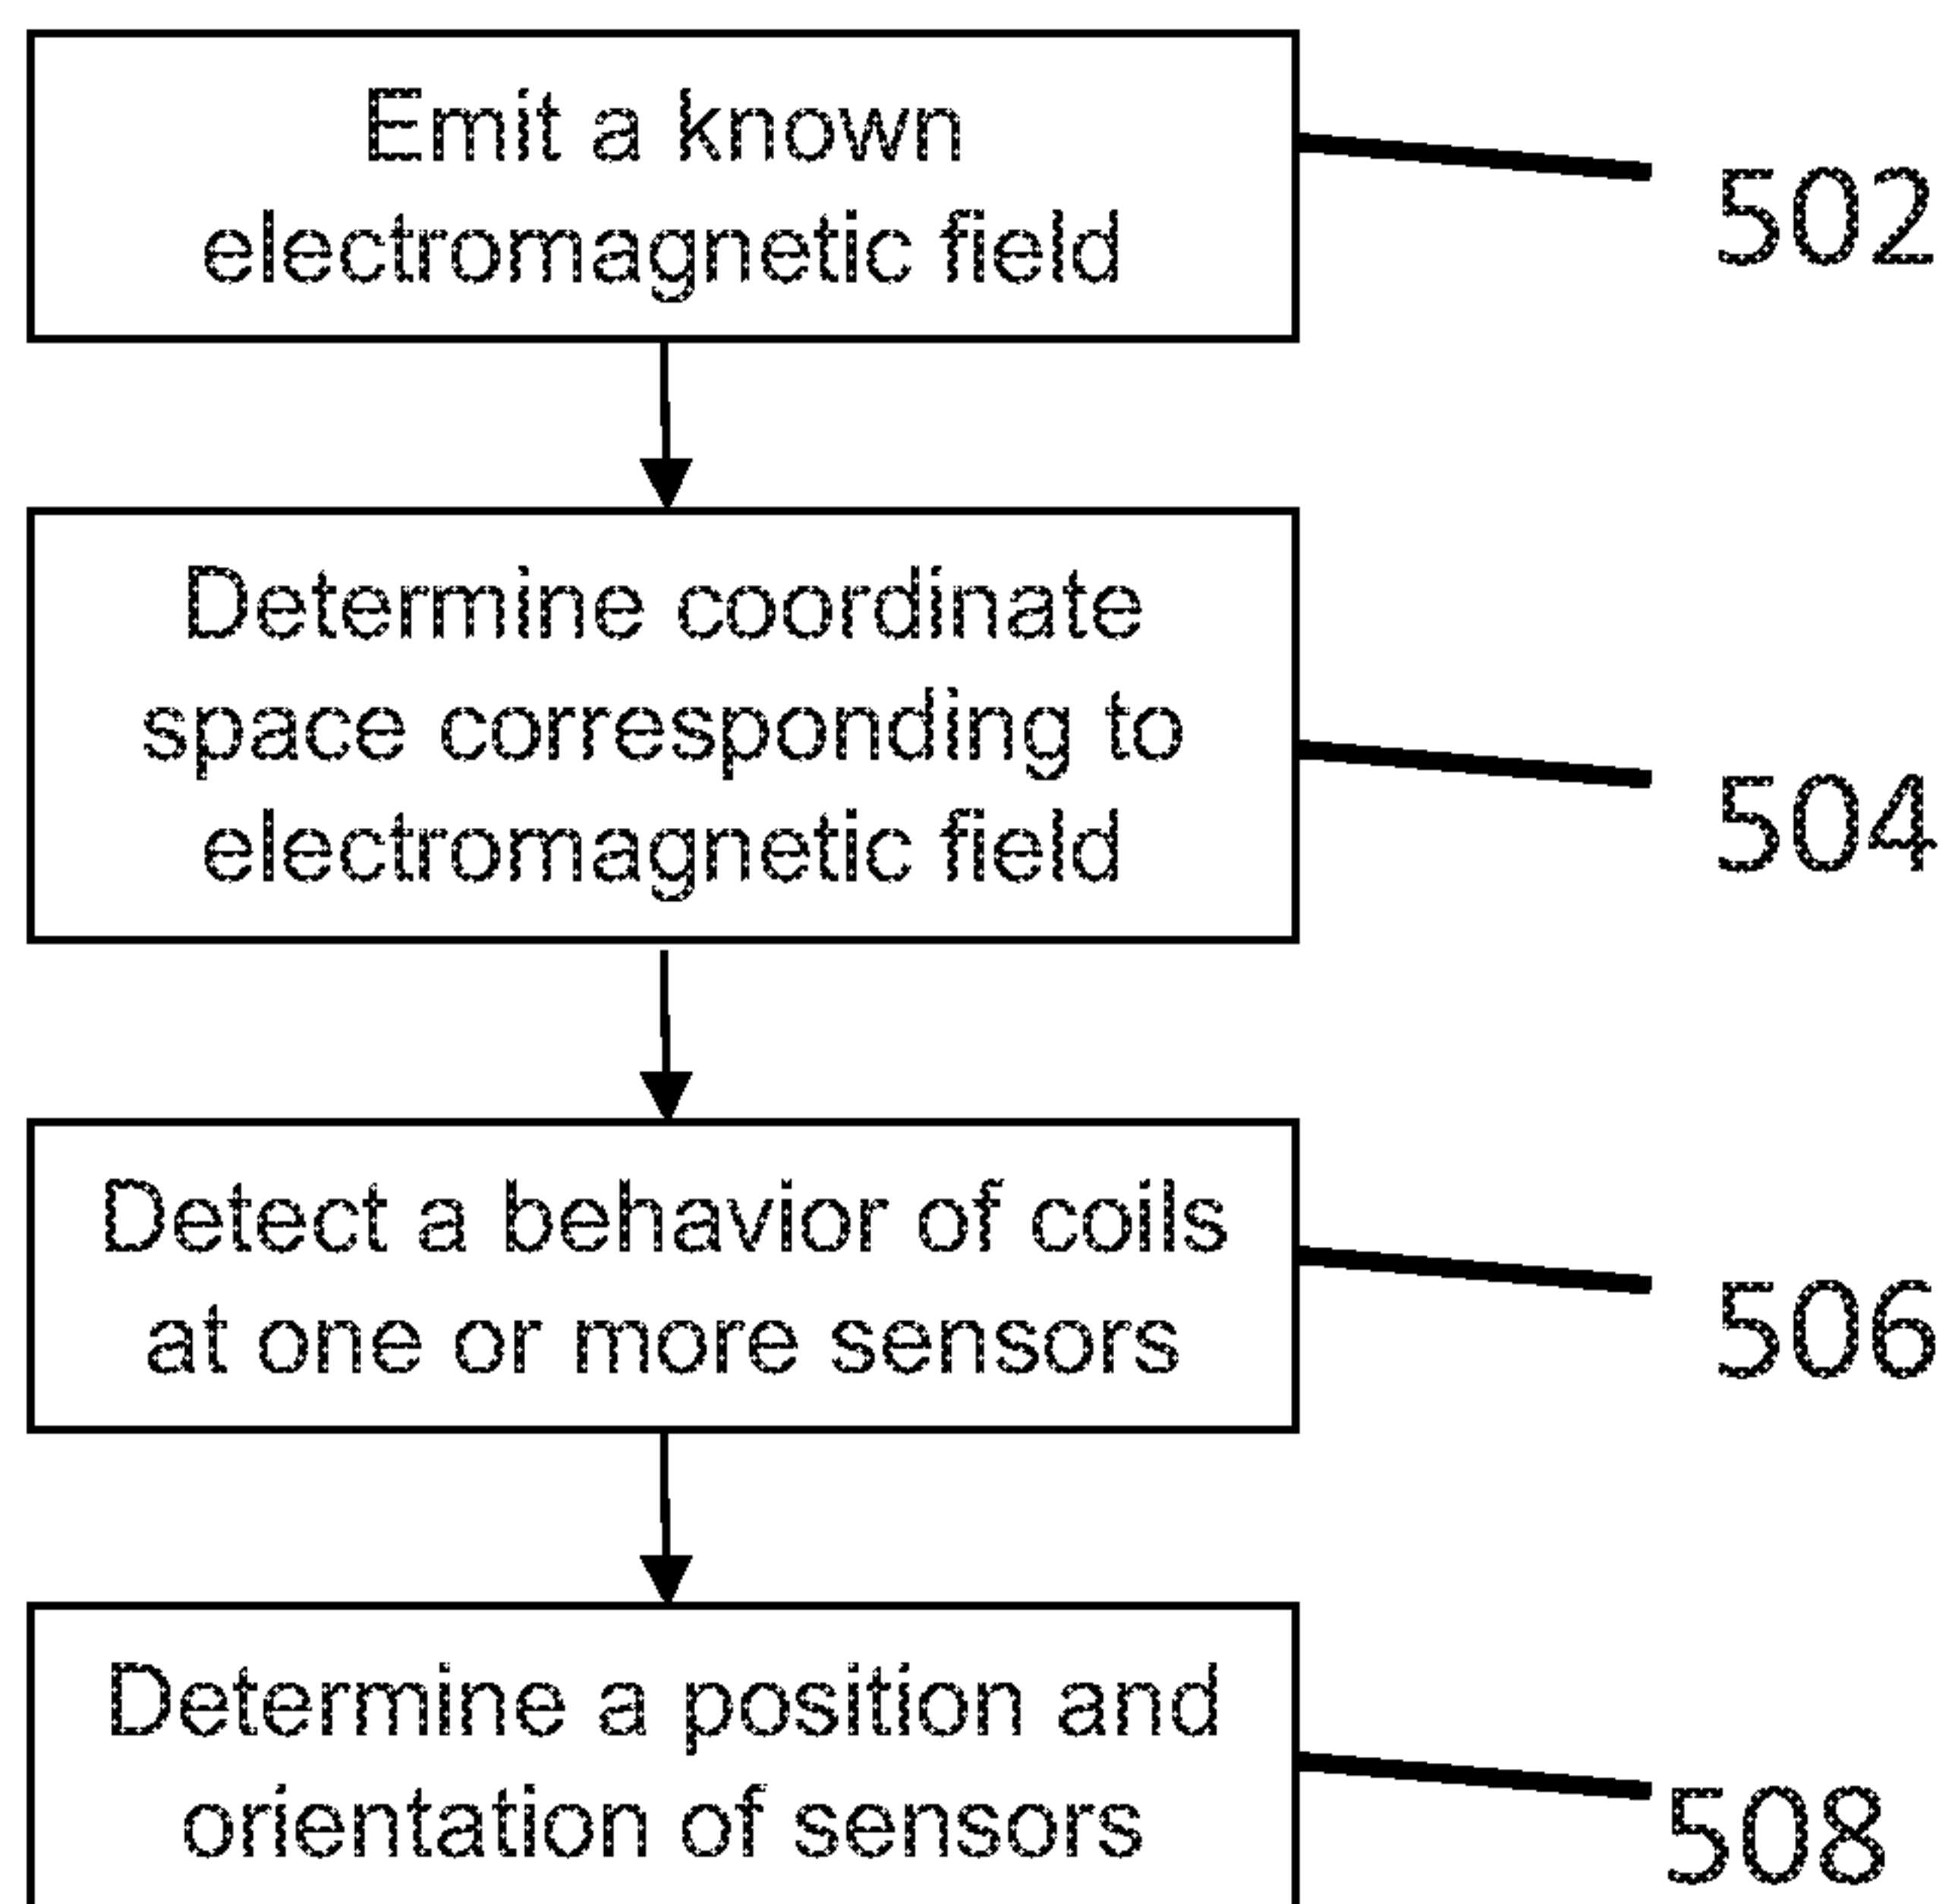 Emit a known
electromagnetic field
502
Determine coordinate
space corresponding to
electromagnetic field
504
Detect a behavior of coils
at one or more sensors
506
Determine a position and
orientation of sensors
508